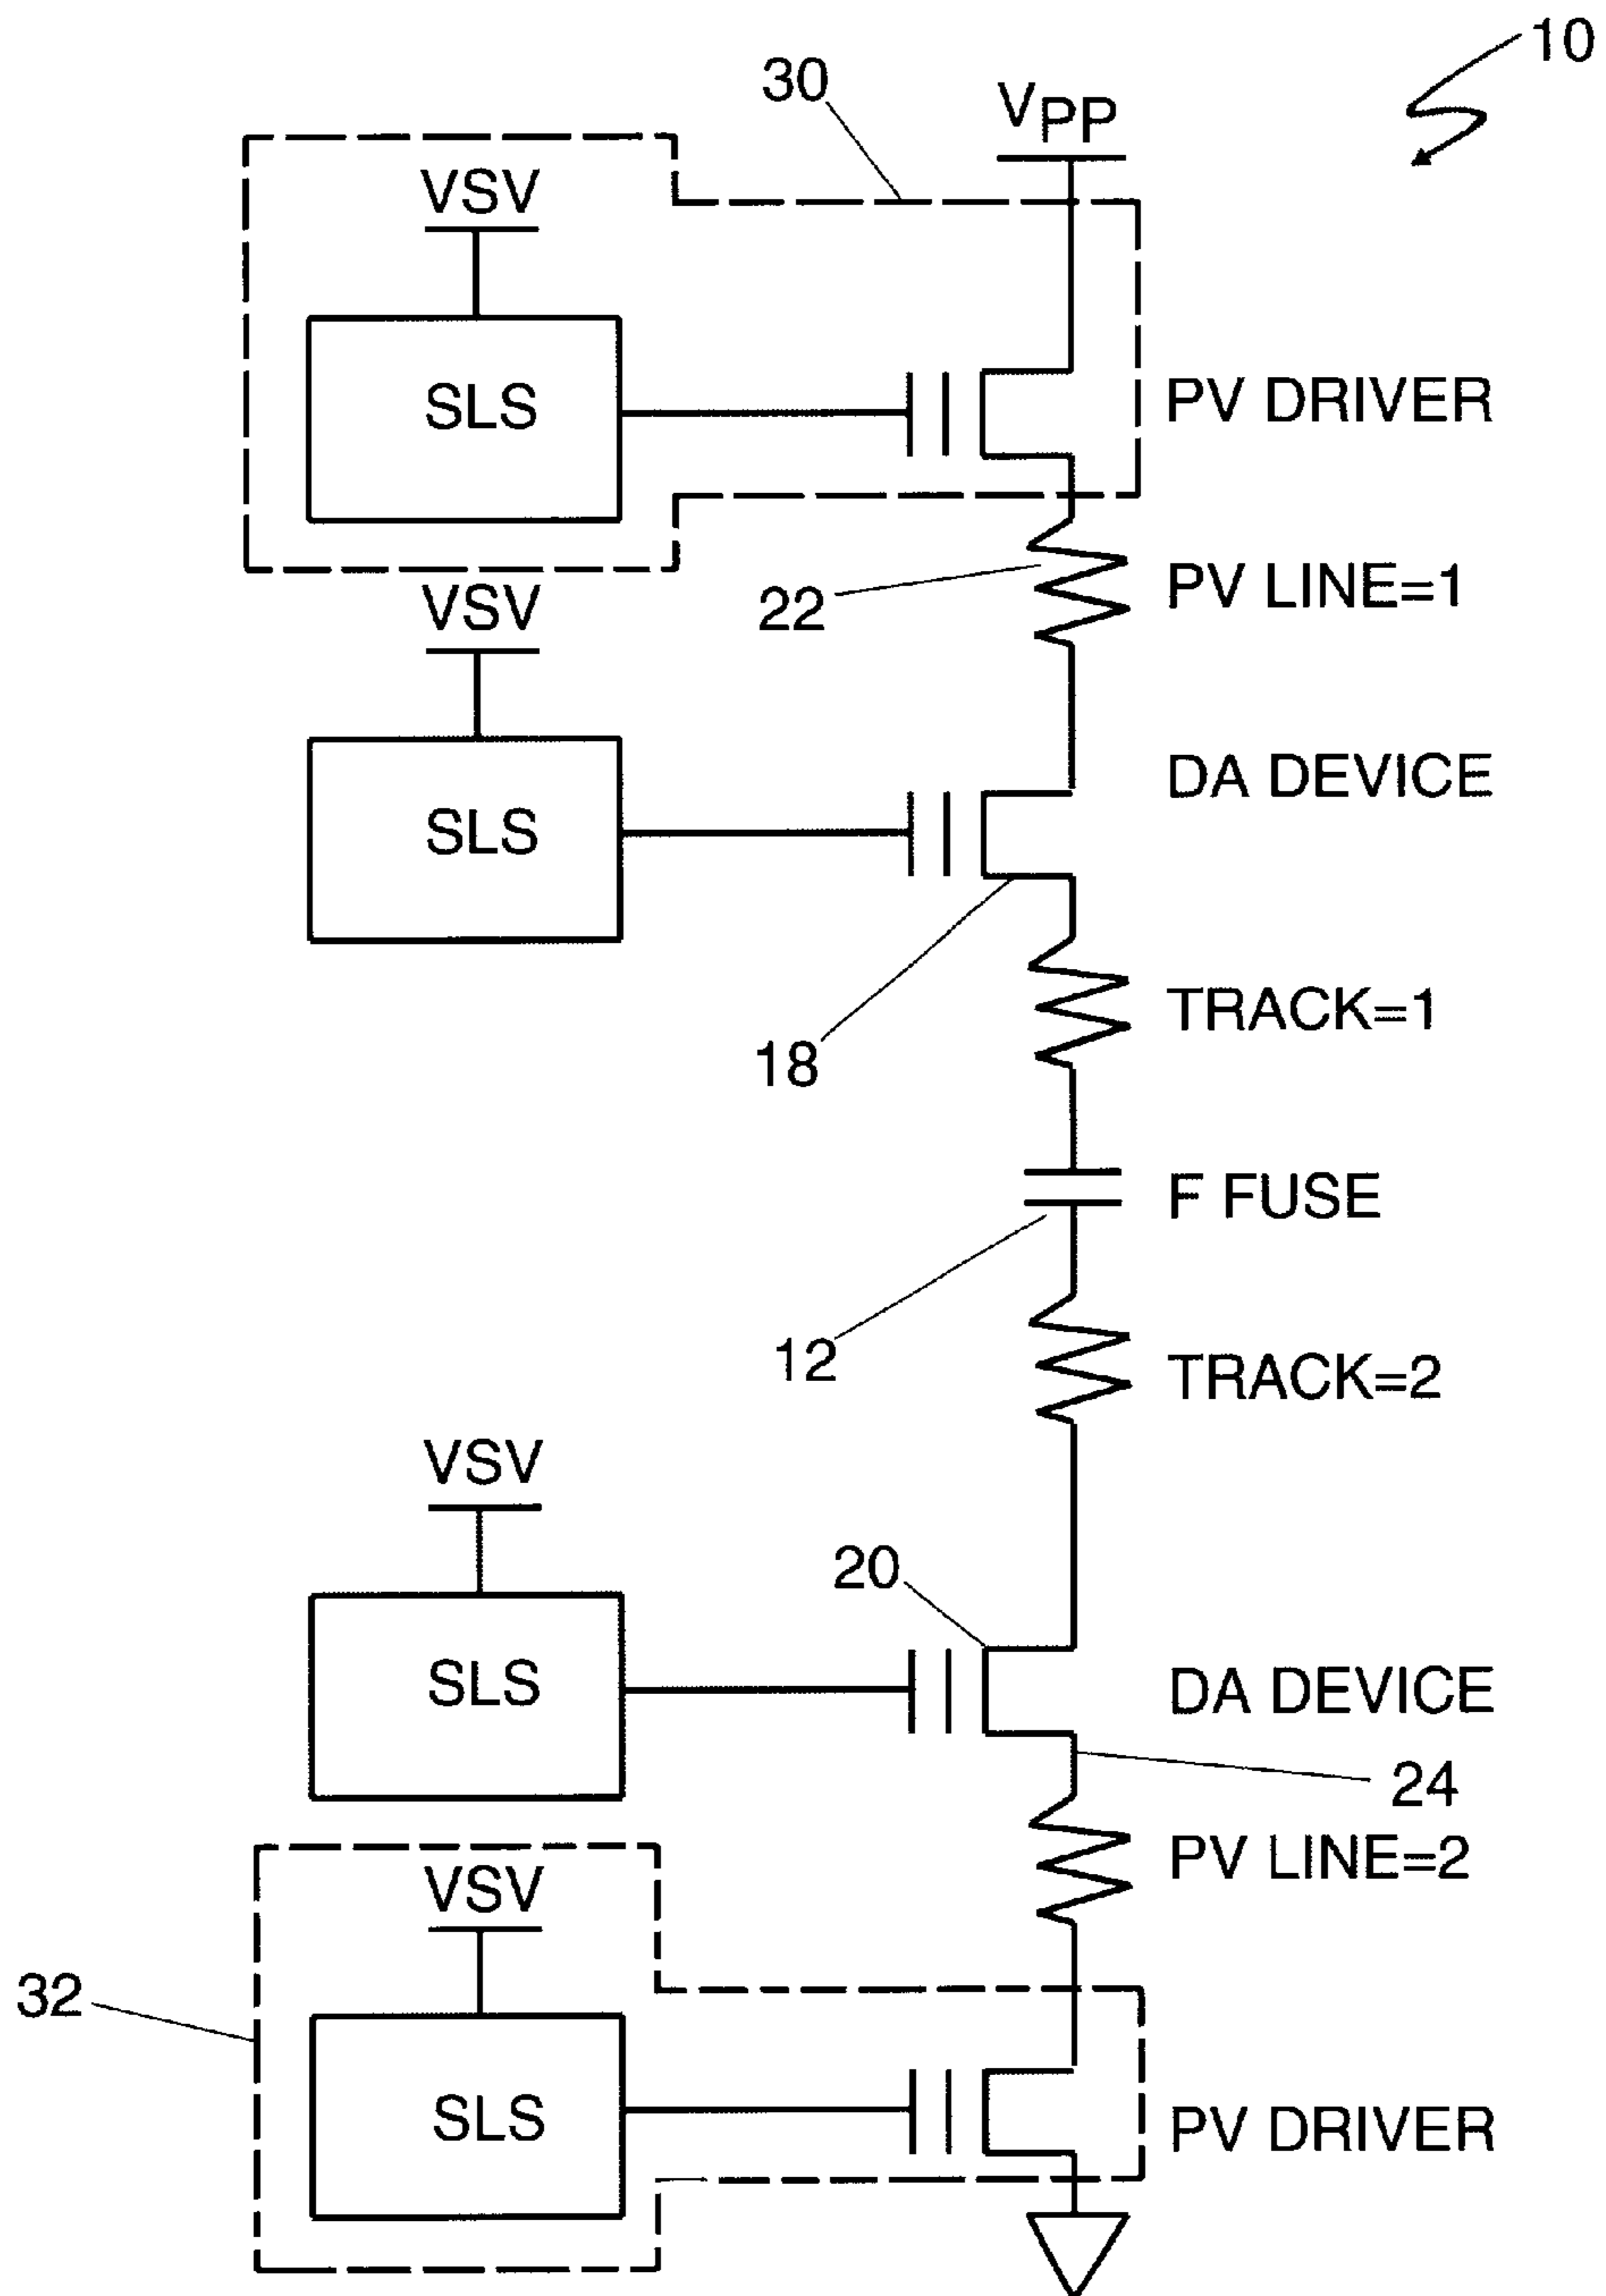 10
30
VPP
VSV
SLS
PV DRIVER
22
PV LINE=1
VSV
SLS
DA DEVICE
18
TRACK=1
F FUSE
12
TRACK=2
VSV
20
SLS
DA DEVICE
24
PV LINE=2
VSV
32
SLS
PV DRIVER